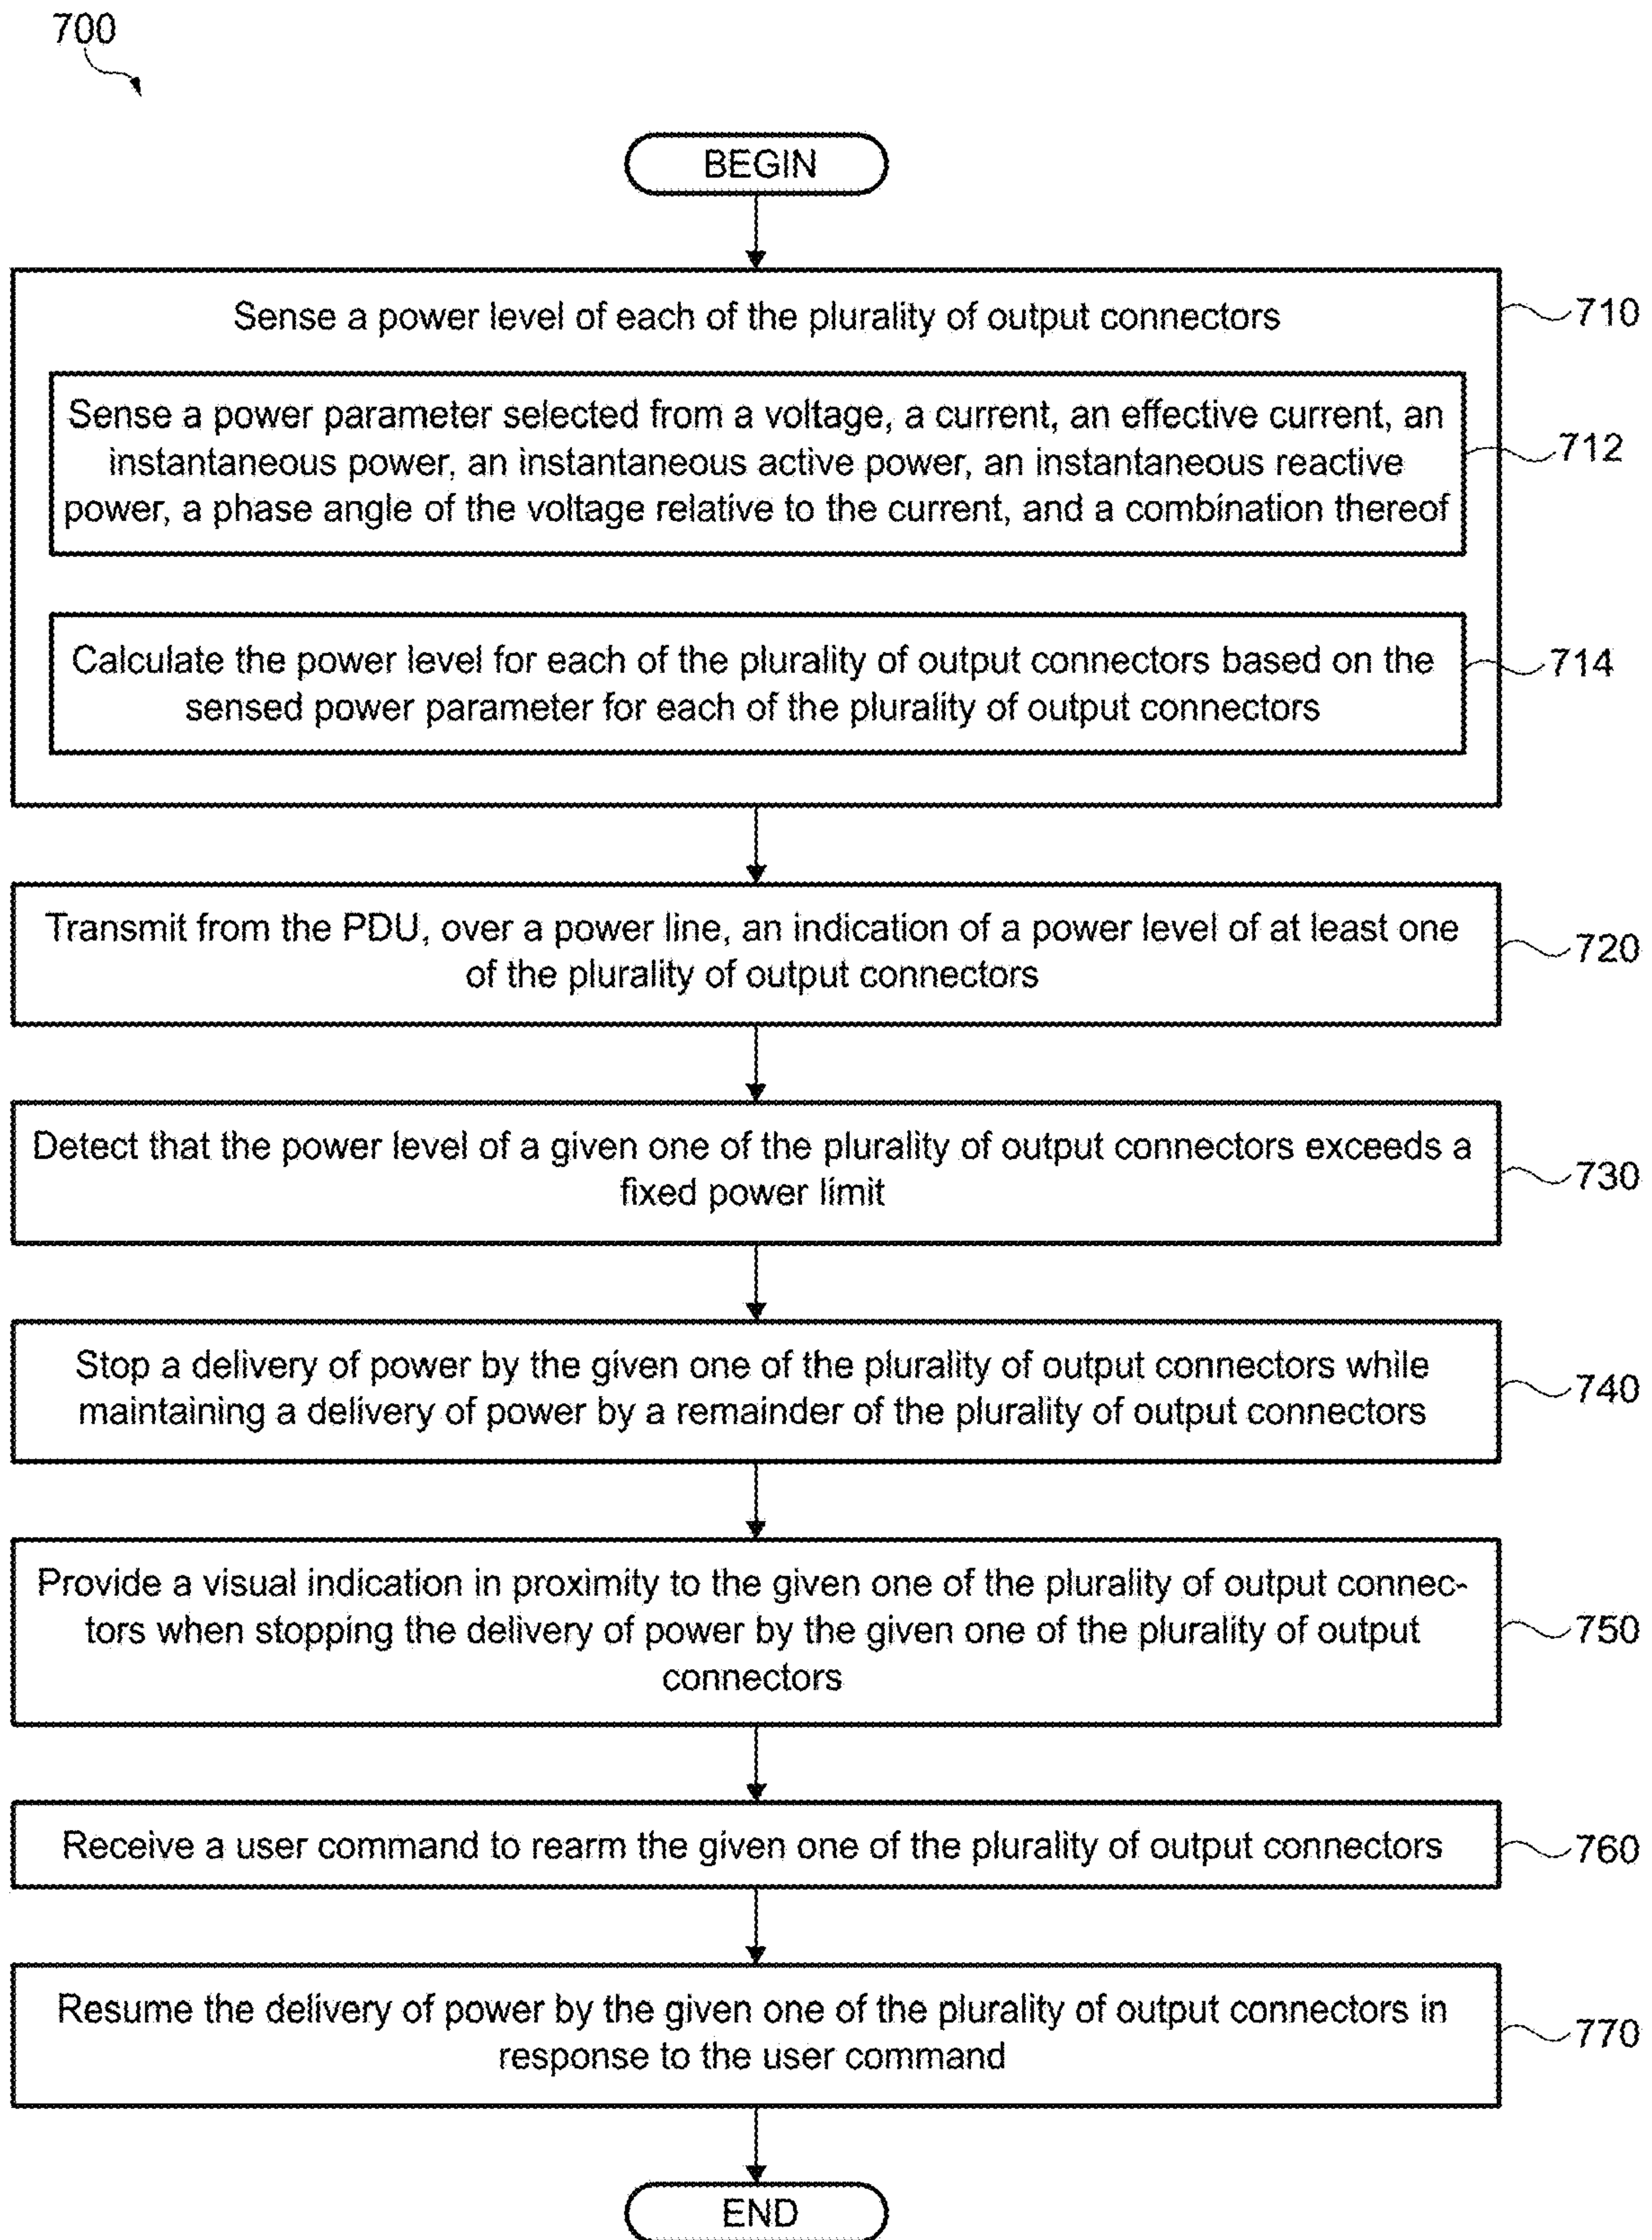 700
BEGIN
Sense a power level of each of the plurality of output connectors
710
Sense a power parameter selected from a voltage, a current, an effective current, an
instantaneous power, an instantaneous active power, an instantaneous reactive
power, a phase angle of the voltage relative to the current, and a combination thereof
712
Calculate the power level for each of the plurality of output connectors based on the
sensed power parameter for each of the plurality of output connectors
714
Transmit from the PDU, over a power line, an indication of a power level of at least one
of the plurality of output connectors
720
Detect that the power level of a given one of the plurality of output connectors exceeds a
fixed power limit
730
Stop a delivery of power by the given one of the plurality of output connectors while
maintaining a delivery of power by a remainder of the plurality of output connectors
740
Provide a visual indication in proximity to the given one of the plurality of output connec-
tors when stopping the delivery of power by the given one of the plurality of output
connectors
750
Receive a user command to rearm the given one of the plurality of output connectors
760
Resume the delivery of power by the given one of the plurality of output connectors in
response to the user command
770
END